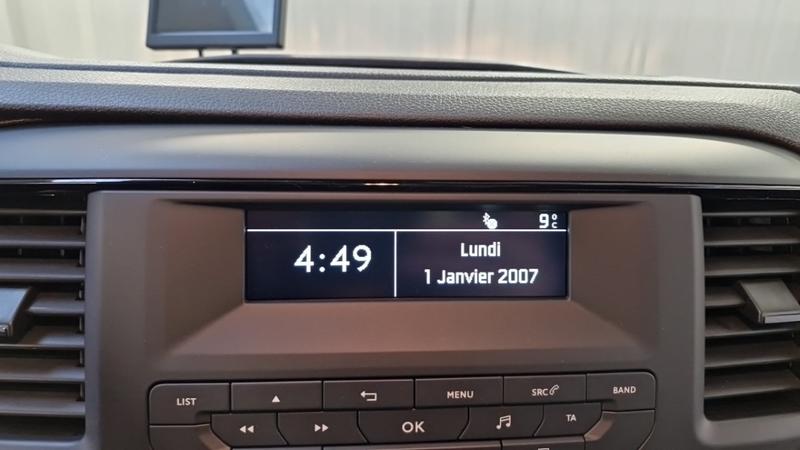 9°C
4:49
Lundi
1 Janvier 2007
LIST
MENU
SRC
BAND
OK
TA